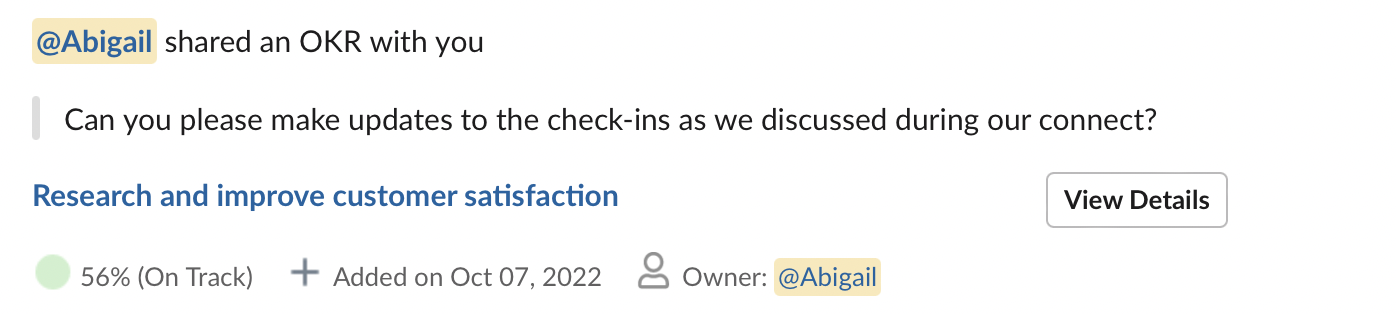 @Abigail shared an OKR with you
Can you please make updates to the check-ins as we discussed during our connect?
Research and improve customer satisfaction
View Details
56% (On Track) Added on Oct 07, 2022 Owner: @Abigail